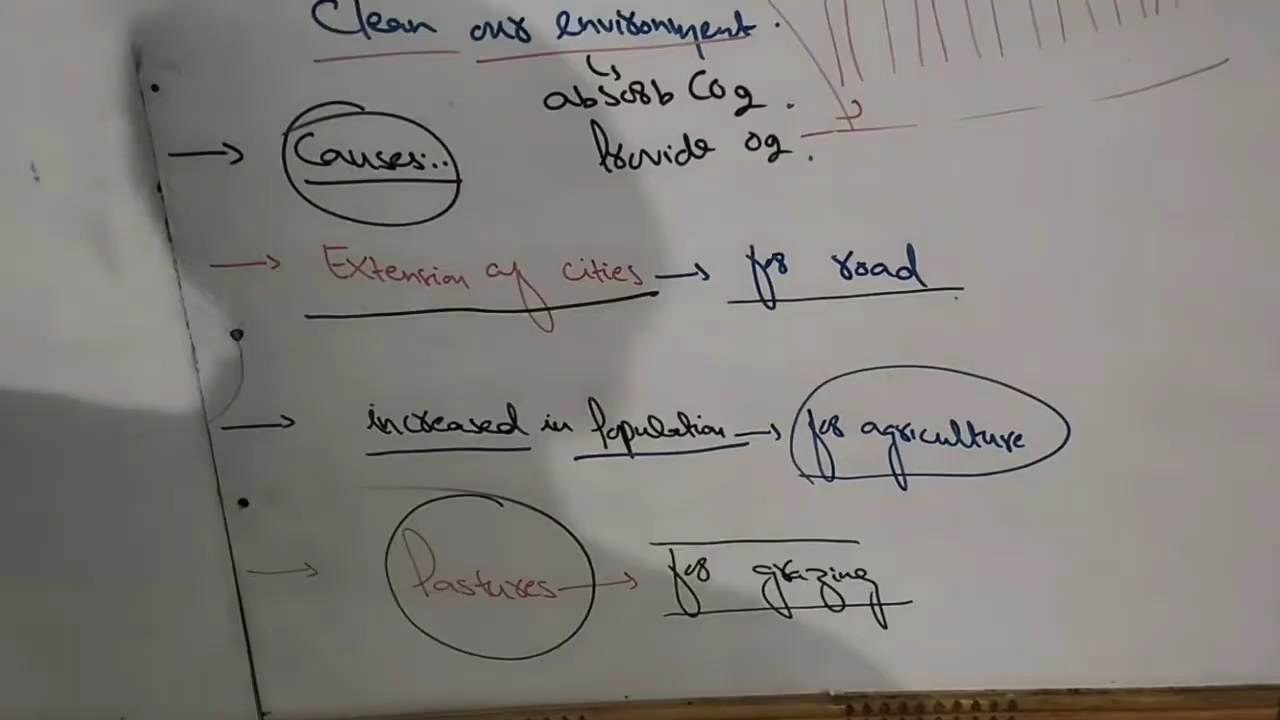 Clean our environment.
absorb CO2.
Provide O2.
Causes..
Extension of cities → for road
increased in Population → for agriculture
Pastures → for grazing